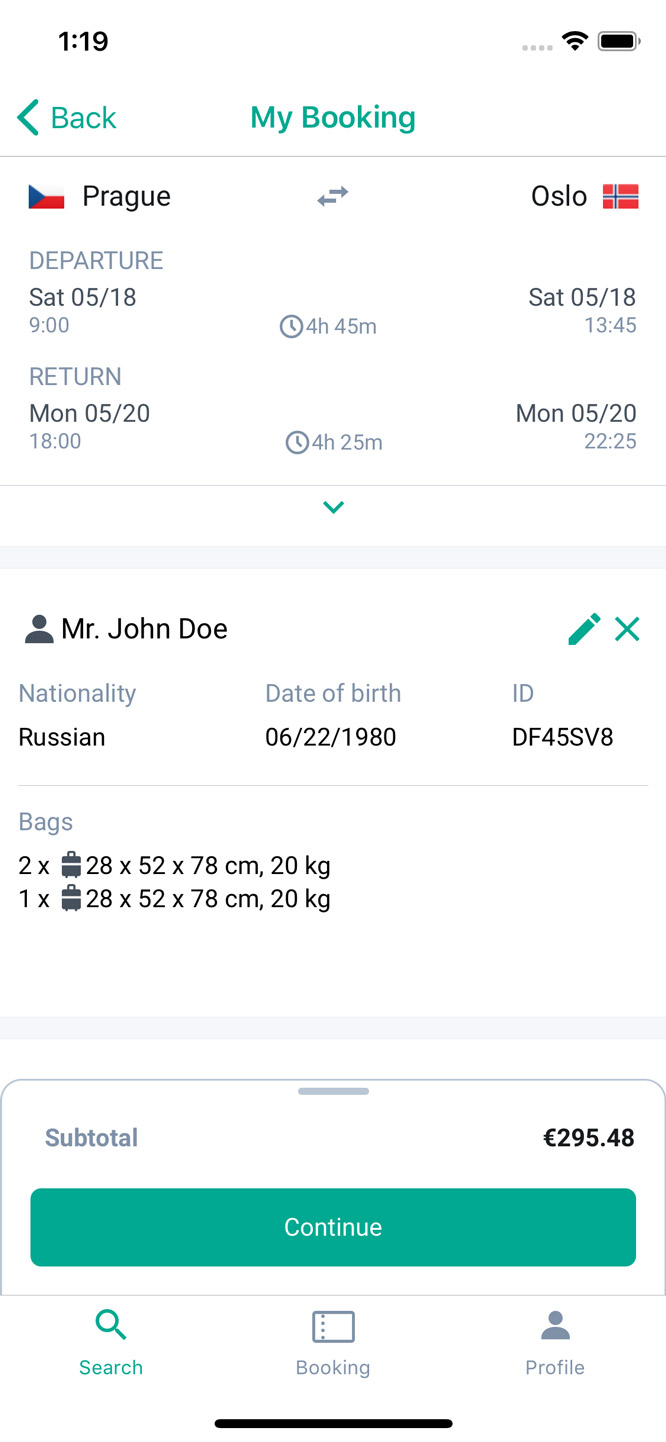 1:19
Back
My Booking
Prague
Oslo
DEPARTURE
Sat 05/18
Sat 05/18
9:00
4h 45m
13:45
RETURN
Mon 05/20
Mon 05/20
18:00
4h 25m
22:25
Mr. John Doe
Nationality
Date of birth
ID
Russian
06/22/1980
DF45SV8
Bags
2 x 28 x 52 x 78 cm, 20 kg
1 x 28 x 52 x 78 cm, 20 kg
Subtotal
€295.48
Continue
Search
Booking
Profile